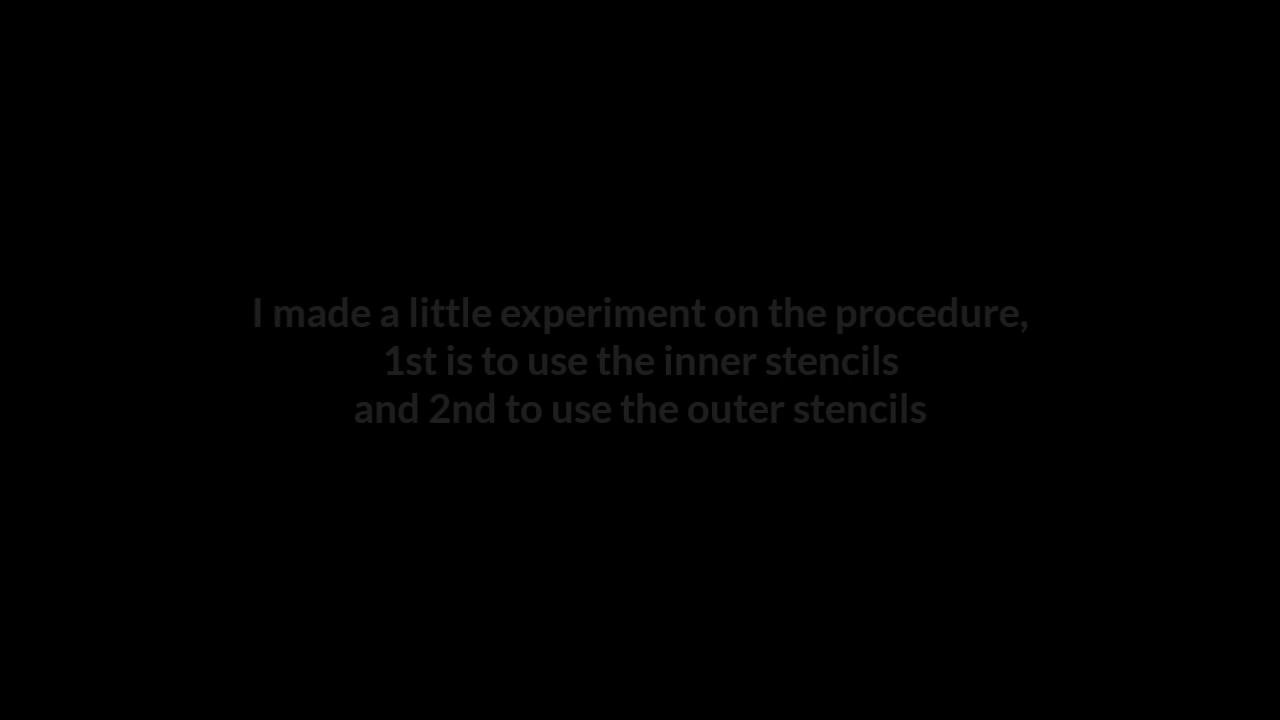 I made a little experiment on the procedure,
1st is to use the inner stencils
and 2nd to use the outer stencils